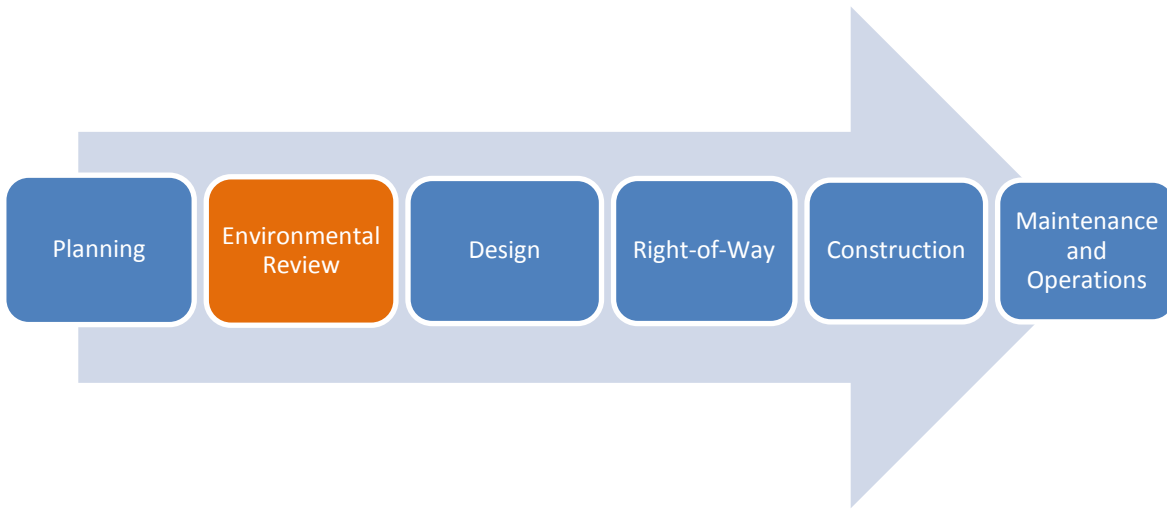 Planning
Environmental
Review
Design
Right-of-Way
Construction
Maintenance
and
Operations